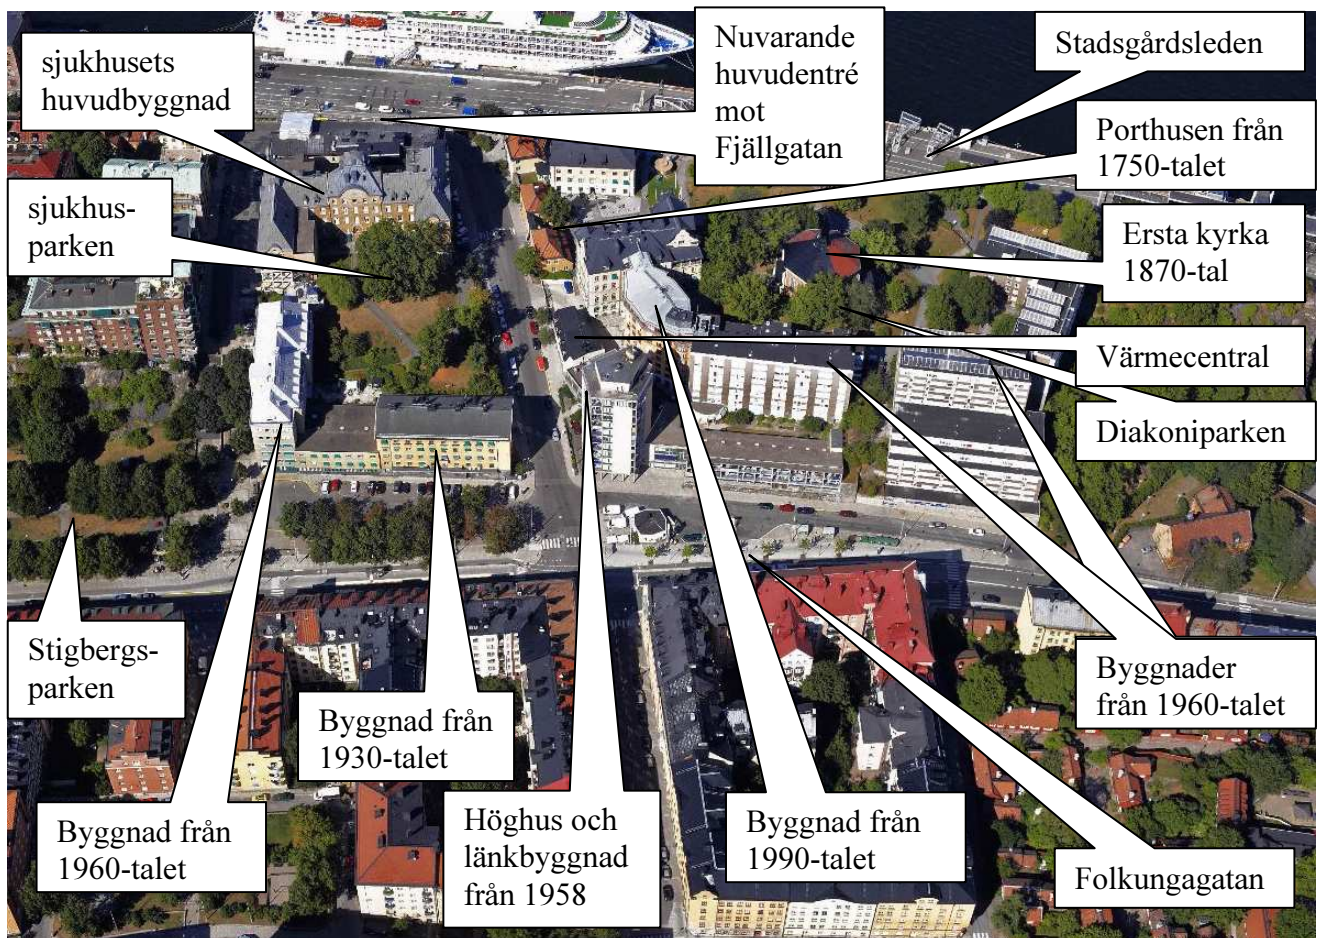 sjukhusets
huvudbyggnad
Nuvarande
huvudentré
mot
Fjällgatan
Stadsgårdsleden
Porthusen från
1750-talet
sjukhus-
parken
Ersta kyrka
1870-tal
Värmecentral
Diakoniparken
Stigbergs-
parken
Byggnad från
1930-talet
Byggnader
från 1960-talet
Byggnad från
1960-talet
Höghus och
länkbyggnad
från 1958
Byggnad från
1990-talet
Folkungagatan